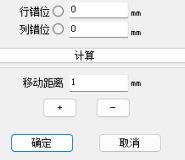 行错位 0 mm
列错位 0 mm
计算
移动距离 1 mm
+ −
确定 取消